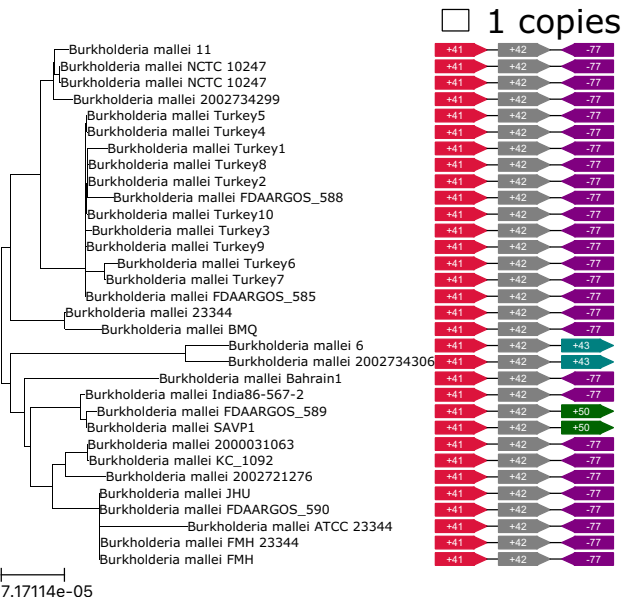 1 copies
Burkholderia mallei 11 +41 +42 -77
Burkholderia mallei NCTC 10247 +41 +42 -77
Burkholderia mallei NCTC 10247 +41 +42 -77
Burkholderia mallei 2002734299 +41 +42 -77
Burkholderia mallei Turkey5 +41 +42 -77
Burkholderia mallei Turkey4 +41 +42 -77
Burkholderia mallei Turkey1 +41 +42 -77
Burkholderia mallei Turkey8 +41 +42 -77
Burkholderia mallei Turkey2 +41 +42 -77
Burkholderia mallei FDAARGOS_588 +41 +42 -77
Burkholderia mallei Turkey10 +41 +42 -77
Burkholderia mallei Turkey3 +41 +42 -77
Burkholderia mallei Turkey9 +41 +42 -77
Burkholderia mallei Turkey6 +41 +42 -77
Burkholderia mallei Turkey7 +41 +42 -77
Burkholderia mallei FDAARGOS_585 +41 +42 -77
Burkholderia mallei 23344 +41 +42 -77
Burkholderia mallei BMQ +41 +42 -77
Burkholderia mallei 6 +41 +42 +43
Burkholderia mallei 2002734306 +41 +42 +43
Burkholderia mallei Bahrain1 +41 +42 -77
Burkholderia mallei India86-567-2 +41 +42 -77
Burkholderia mallei FDAARGOS_589 +41 +42 +50
Burkholderia mallei SAVP1 +41 +42 +50
Burkholderia mallei 2000031063 +41 +42 -77
Burkholderia mallei KC_1092 +41 +42 -77
Burkholderia mallei 2002721276 +41 +42 -77
Burkholderia mallei JHU +41 +42 -77
Burkholderia mallei FDAARGOS_590 +41 +42 -77
Burkholderia mallei ATCC 23344 +41 +42 -77
Burkholderia mallei FMH 23344 +41 +42 -77
Burkholderia mallei FMH +41 +42 -77
7.17114e-05